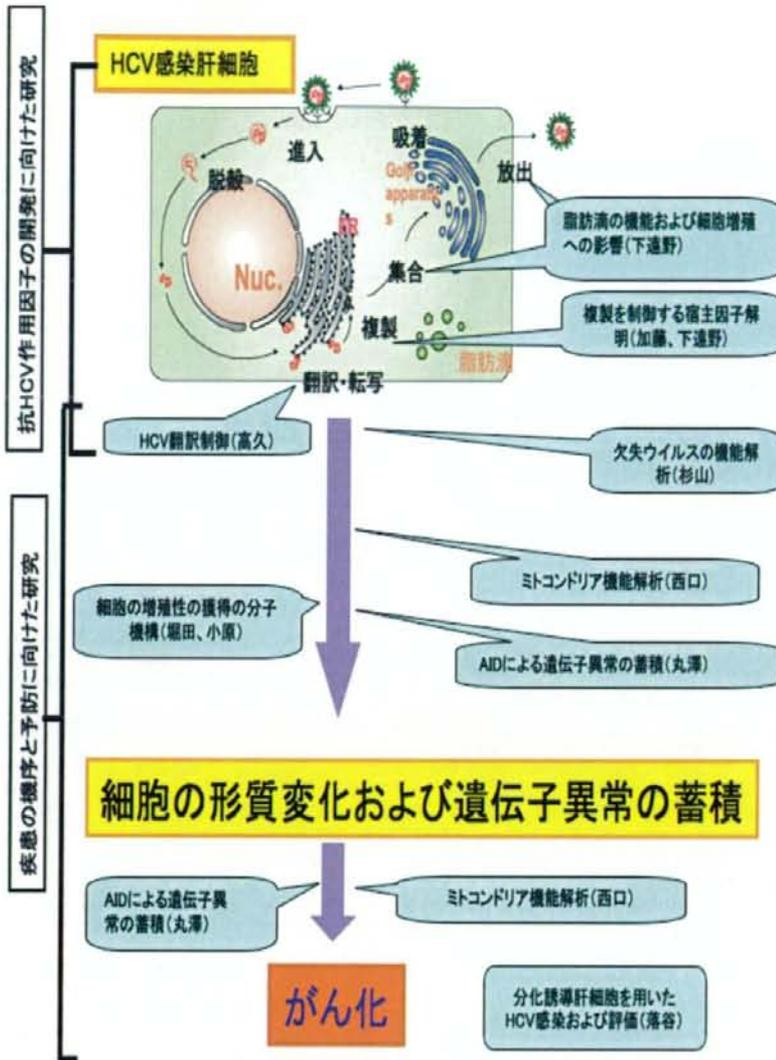 抗HCV作用因子の開発に向けた研究
HCV感染肝細胞
進入
吸着
放出
脱殻
Golgi
apparatu
s
ER
Nuc.
集合
複製
脂肪滴
翻訳・転写
脂肪滴の機能および細胞増殖
への影響(下遠野)
複製を制御する宿主因子解
明(加藤、下遠野)
HCV翻訳制御(高久)
欠失ウイルスの機能解
析(杉山)
疾患の機序と予防に向けた研究
ミトコンドリア機能解析(西口)
細胞の増殖性の獲得の分子
機構(堀田、小原)
AIDによる遺伝子異常の蓄積(丸澤)
細胞の形質変化および遺伝子異常の蓄積
AIDによる遺伝子異
常の蓄積(丸澤)
ミトコンドリア機能解析(西口)
がん化
分化誘導肝細胞を用いた
HCV感染および評価(落谷)